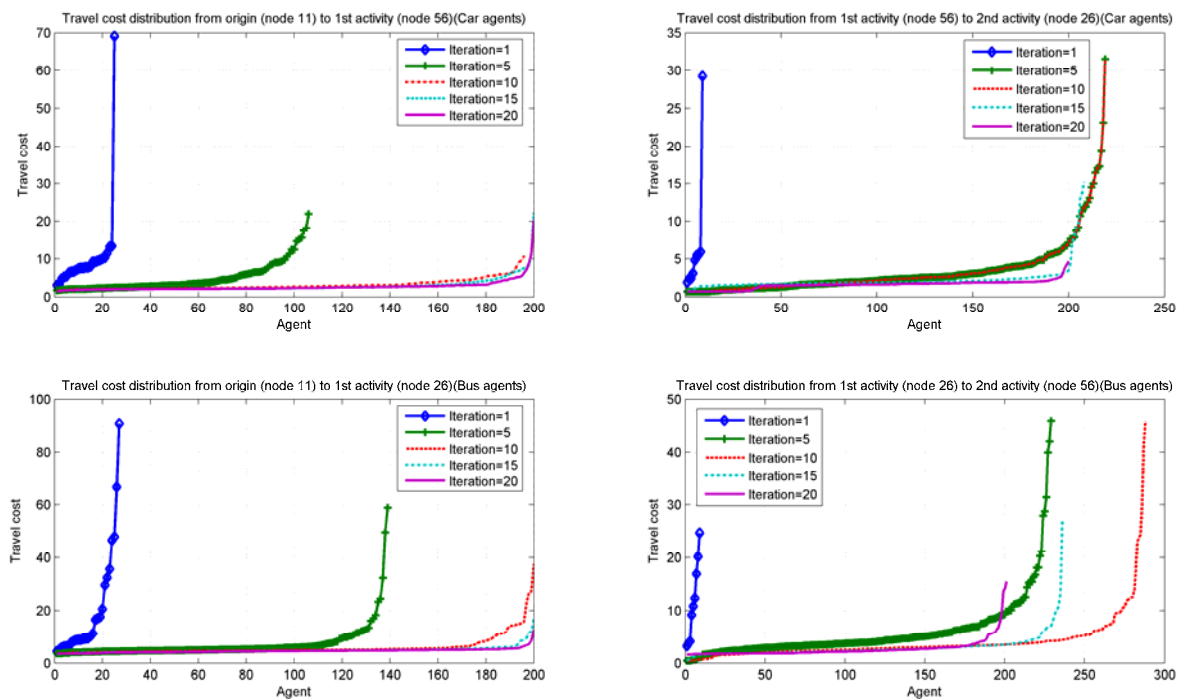 Travel cost distribution from origin (node 11) to 1st activity (node 56)(Car agents)
70
60
50
40
30
20
10
0
Travel cost
Iteration=1
Iteration=5
Iteration=10
Iteration=15
Iteration=20
0 20 40 60 80 100 120 140 160 180 200
Agent
Travel cost distribution from 1st activity (node 56) to 2nd activity (node 26)(Car agents)
35
30
25
20
15
10
5
0
Travel cost
Iteration=1
Iteration=5
Iteration=10
Iteration=15
Iteration=20
0 50 100 150 200 250
Agent
Travel cost distribution from origin (node 11) to 1st activity (node 26)(Bus agents)
100
80
60
40
20
0
Travel cost
Iteration=1
Iteration=5
Iteration=10
Iteration=15
Iteration=20
0 20 40 60 80 100 120 140 160 180 200
Agent
Travel cost distribution from 1st activity (node 26) to 2nd activity (node 56)(Bus agents)
50
40
30
20
10
0
Travel cost
Iteration=1
Iteration=5
Iteration=10
Iteration=15
Iteration=20
0 50 100 150 200 250 300
Agent